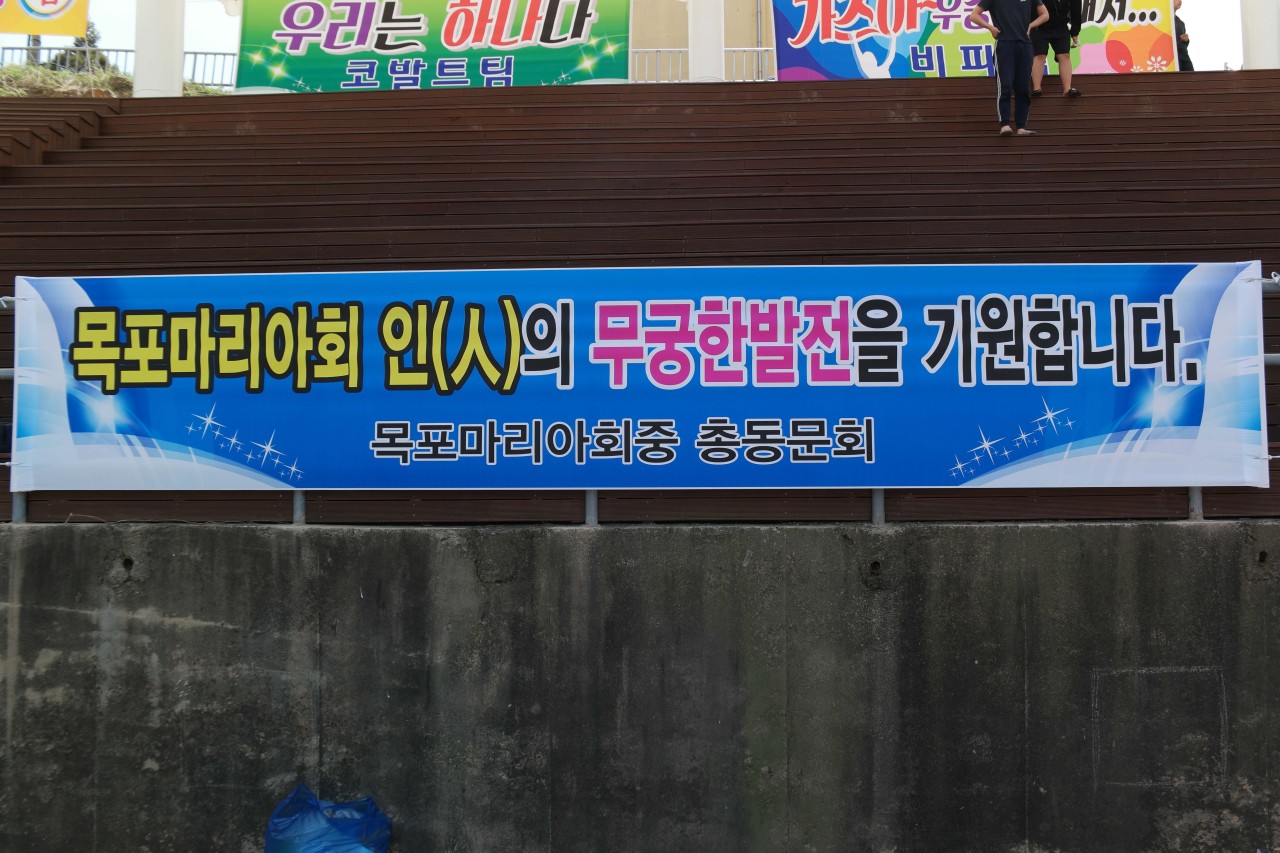 우리는 하나다
코발트팀
비 파
목포마리아회 인(人)의 무궁한발전을 기원합니다.
목포마리아회중 총동문회